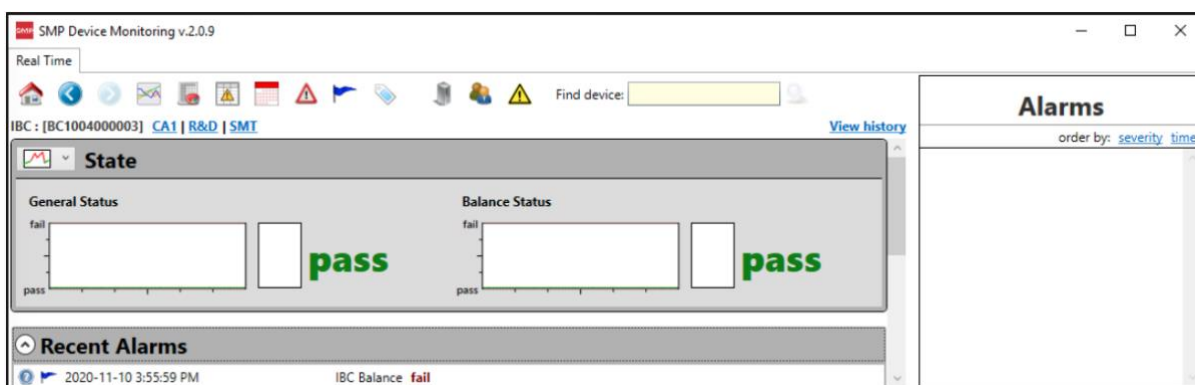 SMP SMP Device Monitoring v.2.0.9
Real Time
Find device:
IBC : [BC1004000003] CA1 | R&D | SMT View history
State
General Status Balance Status
fail fail
pass pass
pass pass
Recent Alarms
2020-11-10 3:55:59 PM IBC Balance fail
Alarms
order by: severity time